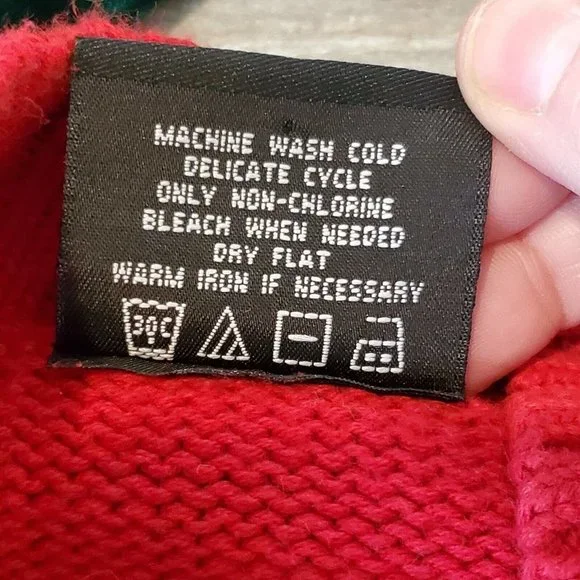 MACHINE WASH COLD
DELICATE CYCLE
ONLY NON-CHLORINE
BLEACH WHEN NEEDED
DRY FLAT
WARM IRON IF NECESSARY
30C